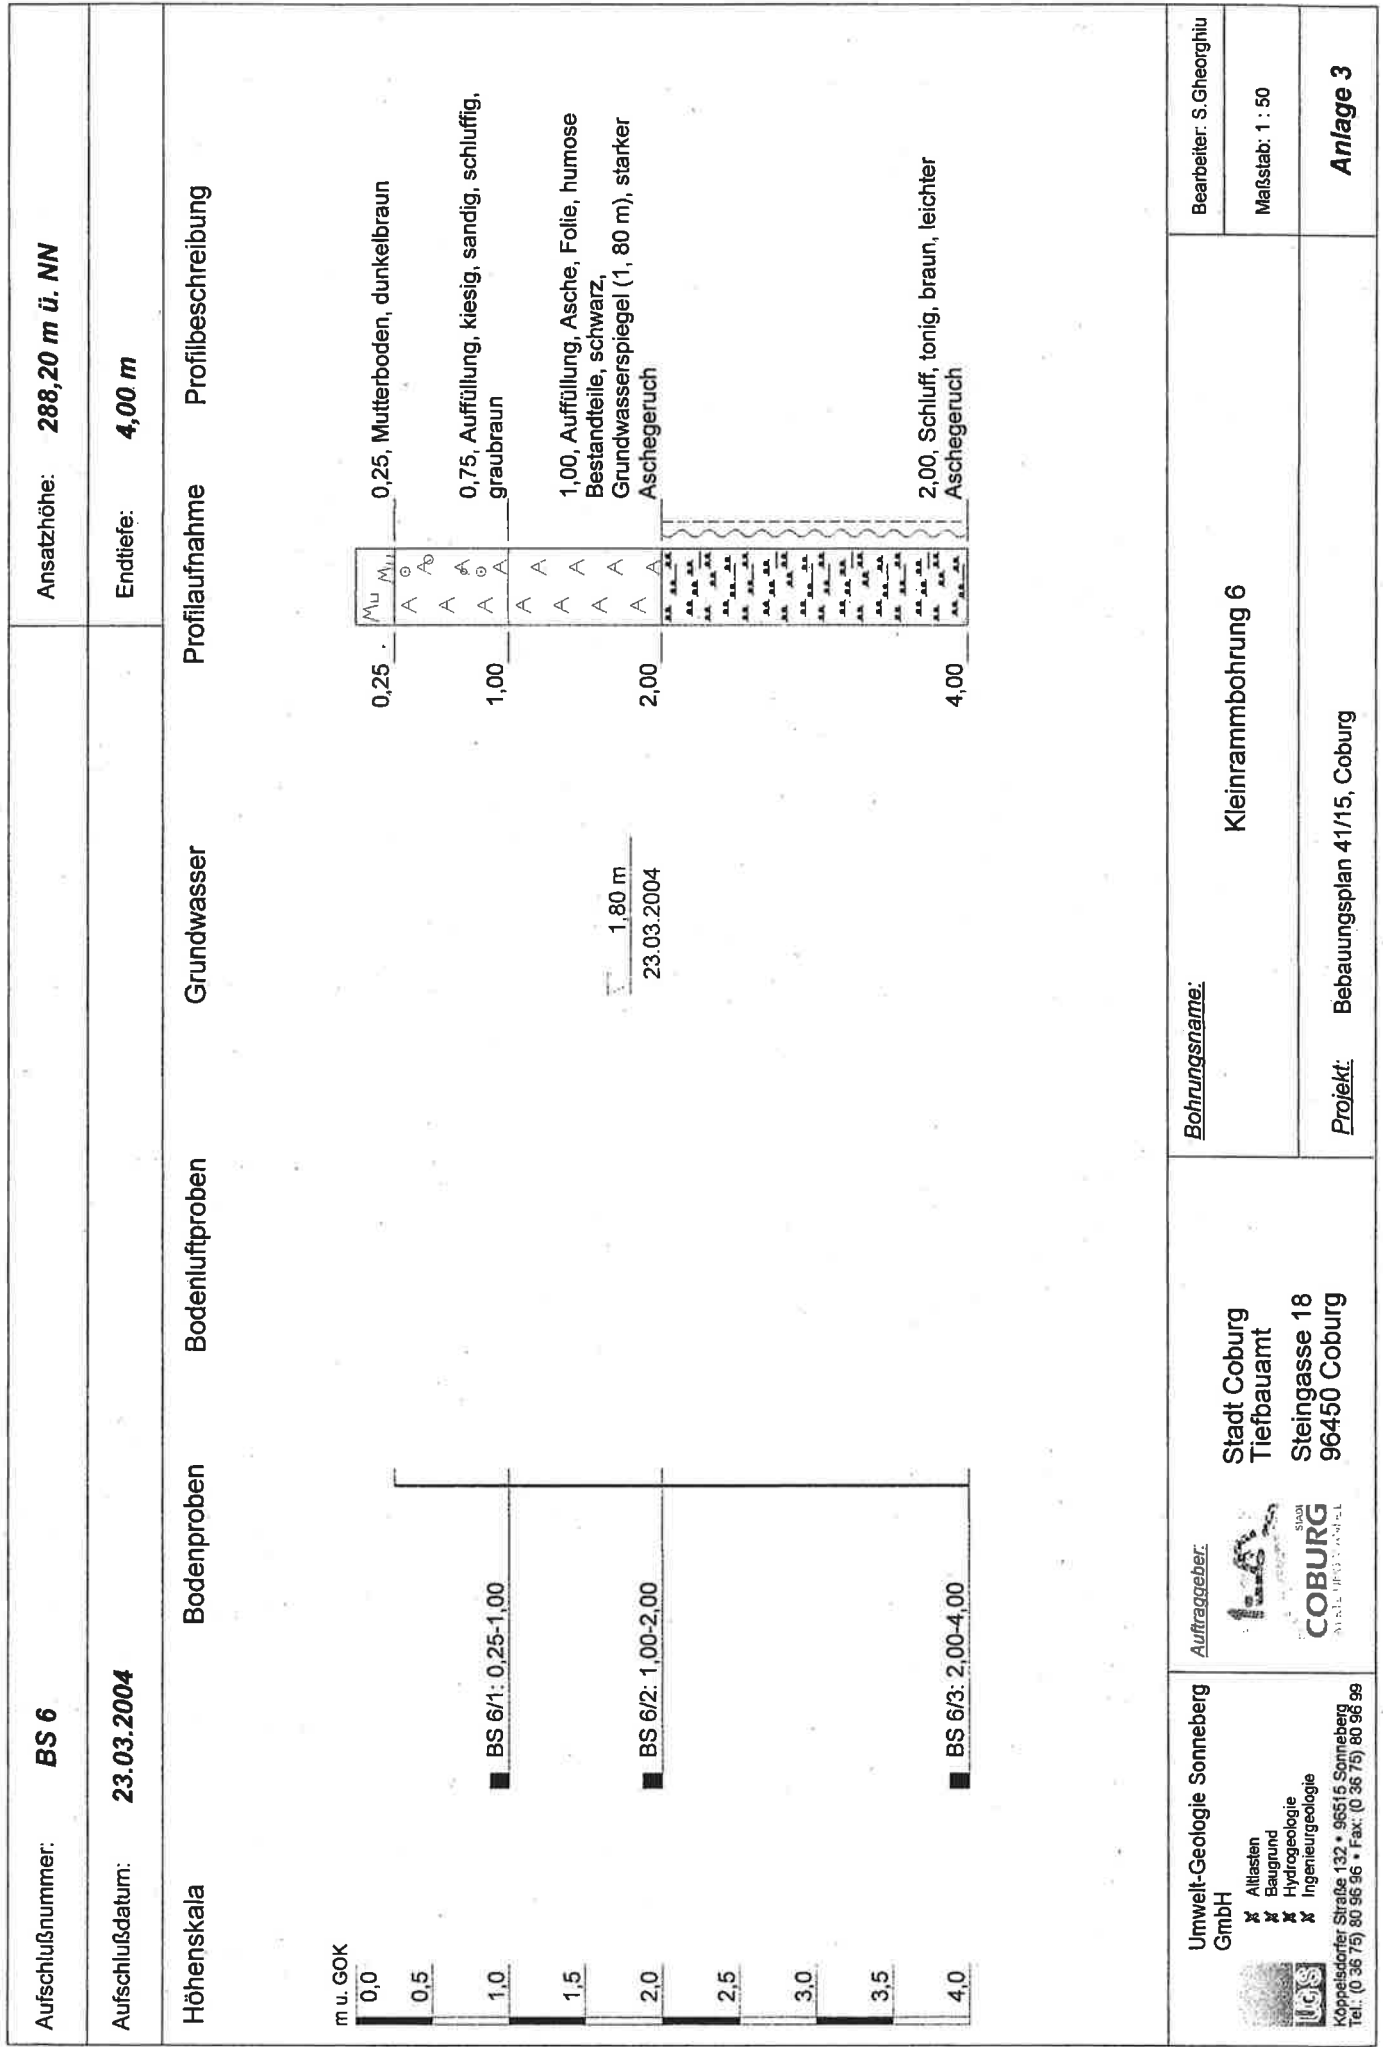 Aufschlußnummer: BS 6
Ansatzhöhe: 288,20 m ü. NN
Aufschlußdatum: 23.03.2004
Endtiefe: 4,00 m
Höhenskala
Bodenproben
Bodenluftproben
Grundwasser
Profilaufnahme
Profilbeschreibung
m u. GOK
0,0
0,5
1,0
1,5
2,0
2,5
3,0
3,5
4,0
BS 6/1: 0,25-1,00
BS 6/2: 1,00-2,00
BS 6/3: 2,00-4,00
1,80 m
23.03.2004
0,25
1,00
2,00
4,00
Mu Mu
A A
A A
A A
A A
A A
A A
A A
0,25, Mutterboden, dunkelbraun
0,75, Auffüllung, kiesig, sandig, schluffig,
graubraun
1,00, Auffüllung, Asche, Folie, humose
Bestandteile, schwarz,
Grundwasserspiegel (1, 80 m), starker
Aschegeruch
2,00, Schluff, tonig, braun, leichter
Aschegeruch
Umwelt-Geologie Sonneberg
GmbH
Altlasten
Baugrund
Hydrogeologie
Ingenieurgeologie
UGS
Köppelsdorfer Straße 132 • 96515 Sonneberg
Tel.: (0 36 75) 80 96 96 • Fax: (0 36 75) 80 96 99
Auftraggeber:
STADT
COBURG
Stadt Coburg
Tiefbauamt
Steingasse 18
96450 Coburg
Bohrungsname:
Kleinrammbohrung 6
Projekt: Bebauungsplan 41/15, Coburg
Bearbeiter: S.Gheorghiu
Maßstab: 1 : 50
Anlage 3